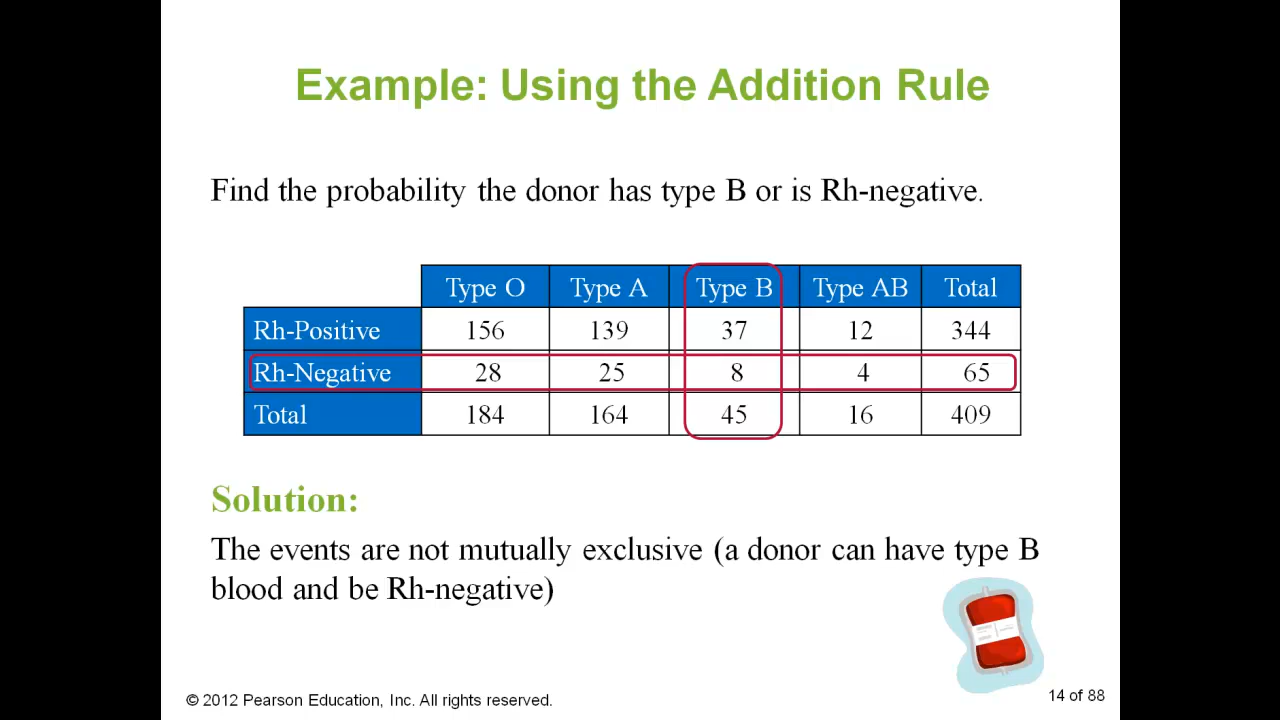 Example: Using the Addition Rule
Find the probability the donor has type B or is Rh-negative.
Type O Type A Type B Type AB Total
Rh-Positive 156 139 37 12 344
Rh-Negative 28 25 8 4 65
Total 184 164 45 16 409
Solution:
The events are not mutually exclusive (a donor can have type B
blood and be Rh-negative)
© 2012 Pearson Education, Inc. All rights reserved.
14 of 88